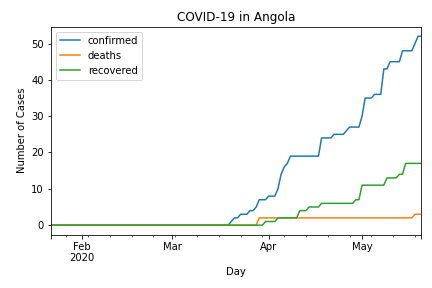 COVID-19 in Angola
confirmed
deaths
recovered
Number of Cases
50
40
30
20
10
0
Feb
2020
Mar
Apr
May
Day